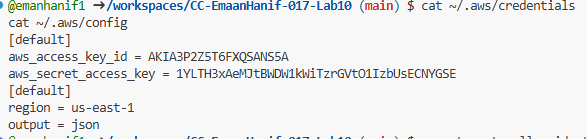 @emanhanif1 →/workspaces/CC-EmaanHanif-017-Lab10 (main) $ cat ~/.aws/credentials
cat ~/.aws/config
[default]
aws_access_key_id = AKIA3P2Z5T6FXQSANS5A
aws_secret_access_key = 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
[default]
region = us-east-1
output = json